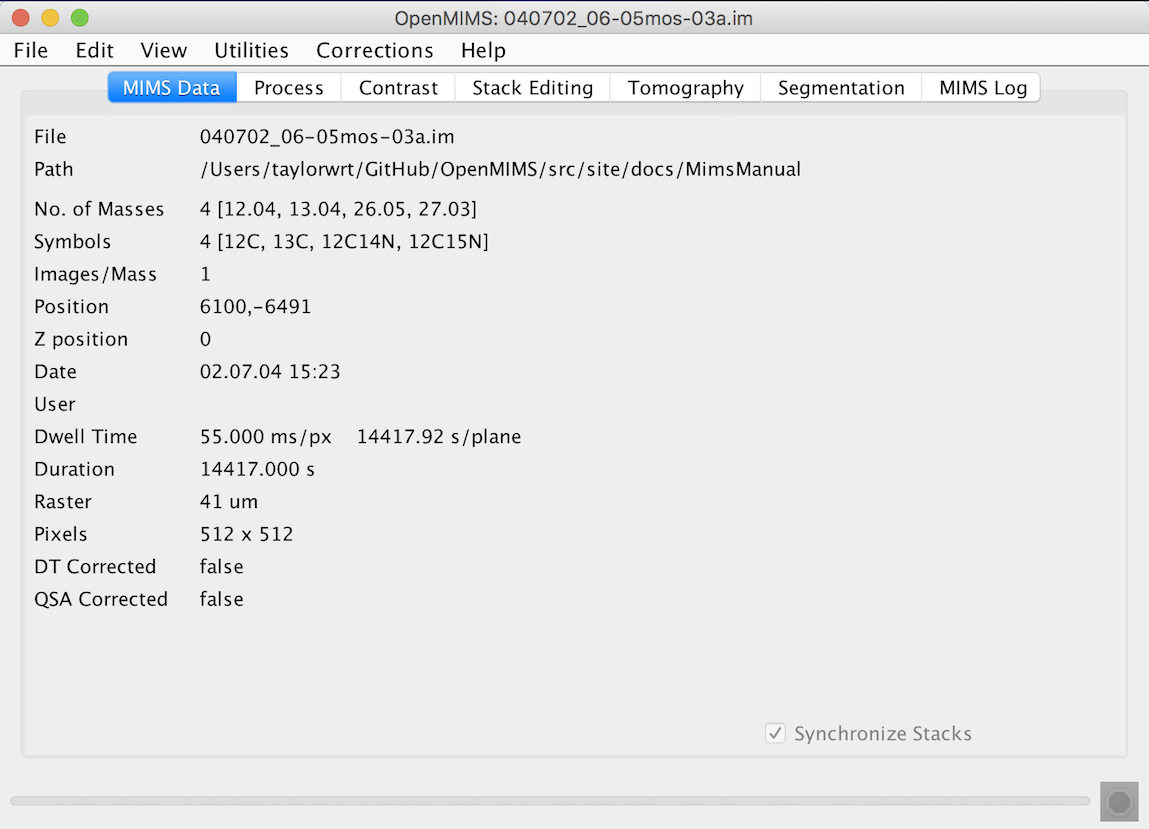 OpenMIMS: 040702_06-05mos-03a.im
File Edit View Utilities Corrections Help
MIMS Data Process Contrast Stack Editing Tomography Segmentation MIMS Log
File 040702_06-05mos-03a.im
Path /Users/taylorwrt/GitHub/OpenMIMS/src/site/docs/MimsManual
No. of Masses 4 [12.04, 13.04, 26.05, 27.03]
Symbols 4 [12C, 13C, 12C14N, 12C15N]
Images/Mass 1
Position 6100,-6491
Z position 0
Date 02.07.04 15:23
User
Dwell Time 55.000 ms/px 14417.92 s/plane
Duration 14417.000 s
Raster 41 um
Pixels 512 x 512
DT Corrected false
QSA Corrected false
Synchronize Stacks